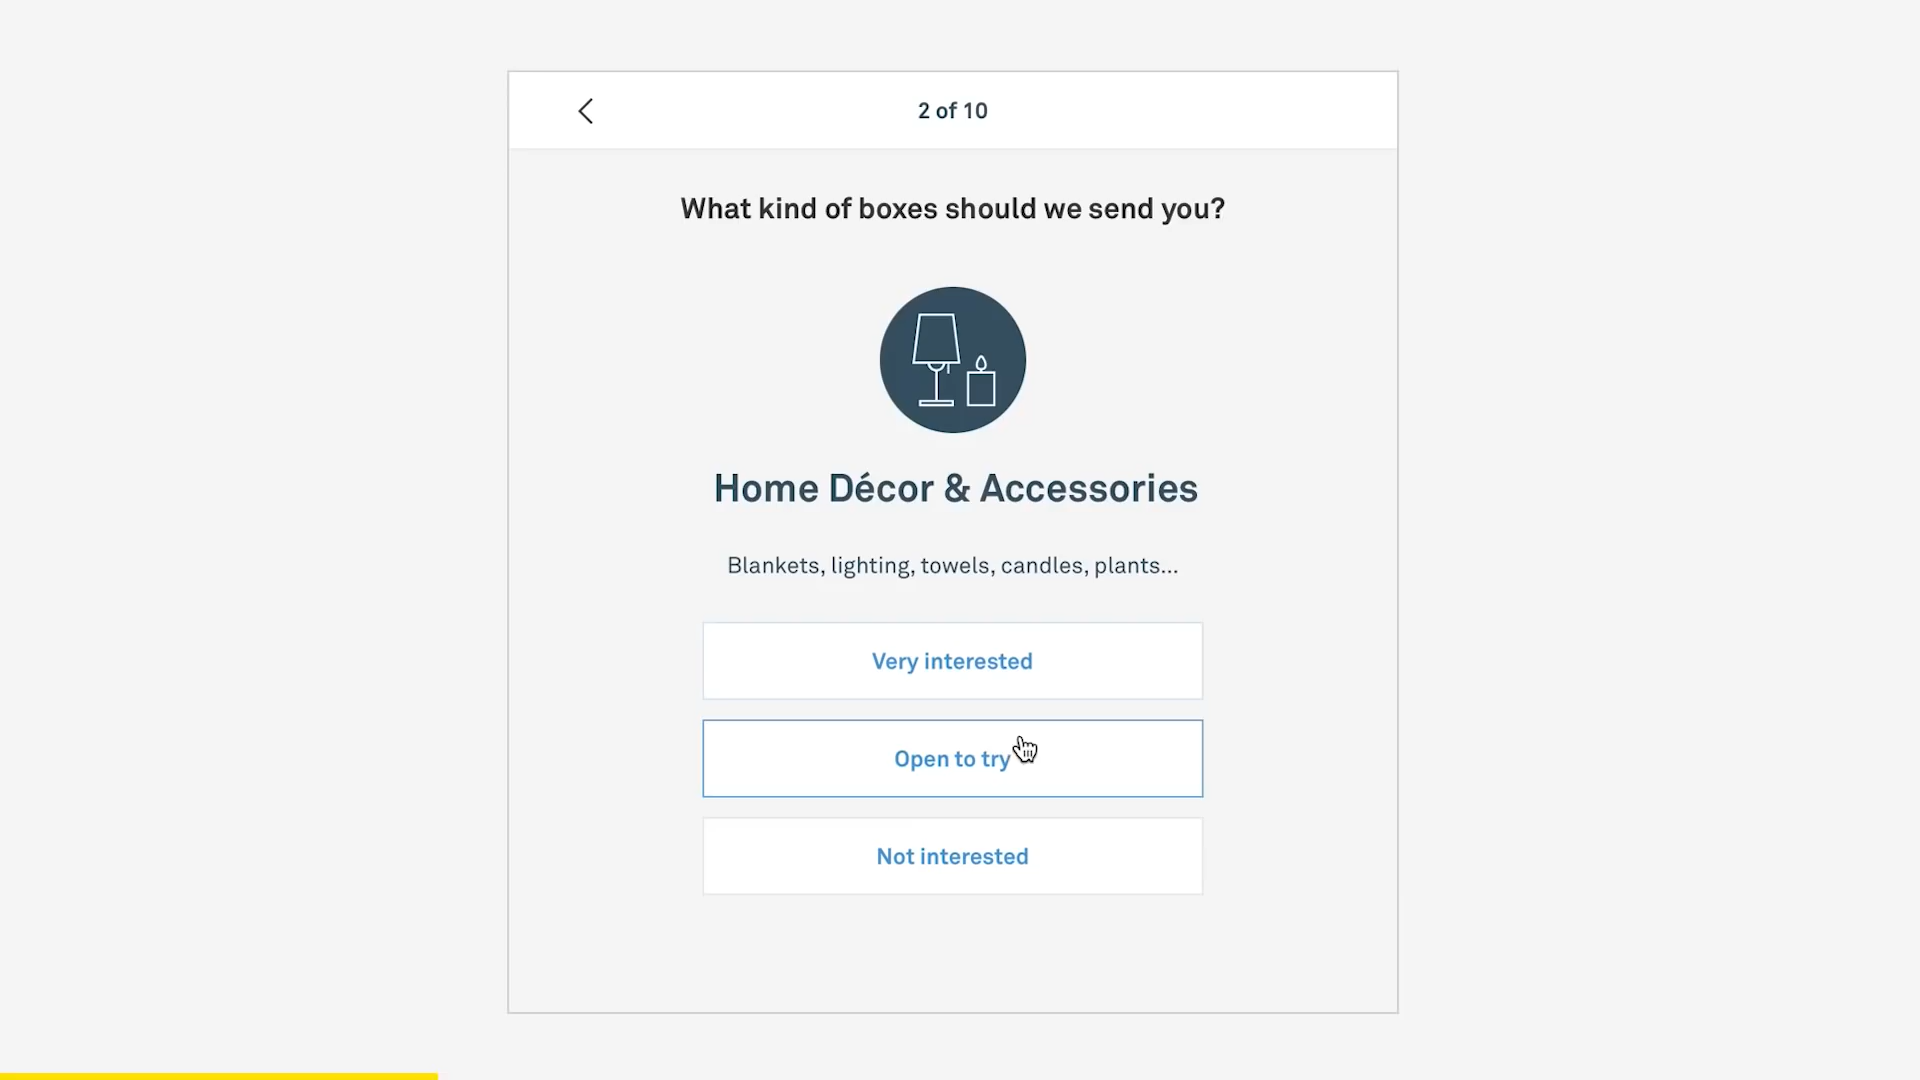 2 of 10
What kind of boxes should we send you?
Home Décor & Accessories
Blankets, lighting, towels, candles, plants...
Very interested
Open to try
Not interested